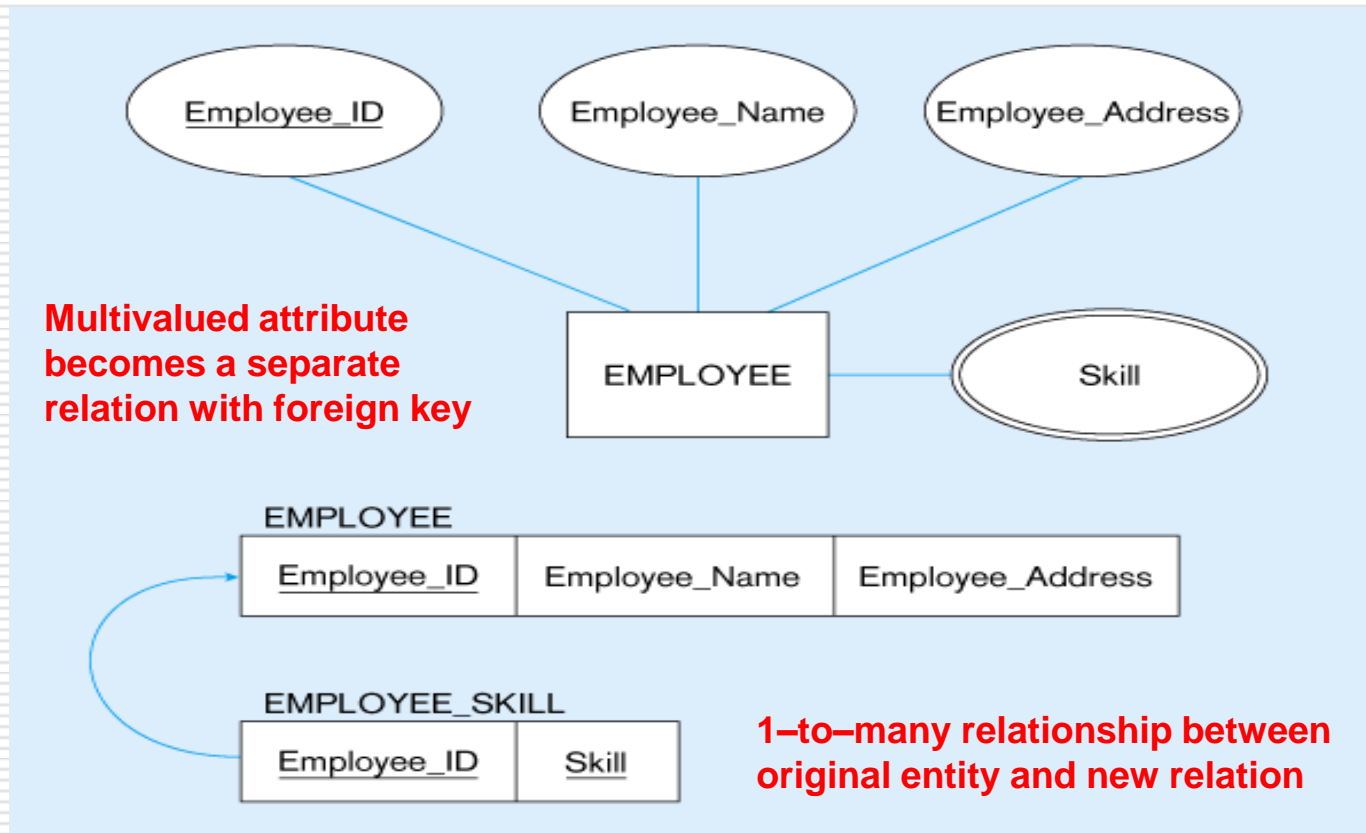 Employee_ID
Employee_Name
Employee_Address
Multivalued attribute
becomes a separate
relation with foreign key
EMPLOYEE
Skill
EMPLOYEE
Employee_ID
Employee_Name
Employee_Address
EMPLOYEE_SKILL
Employee_ID
Skill
1–to–many relationship between
original entity and new relation